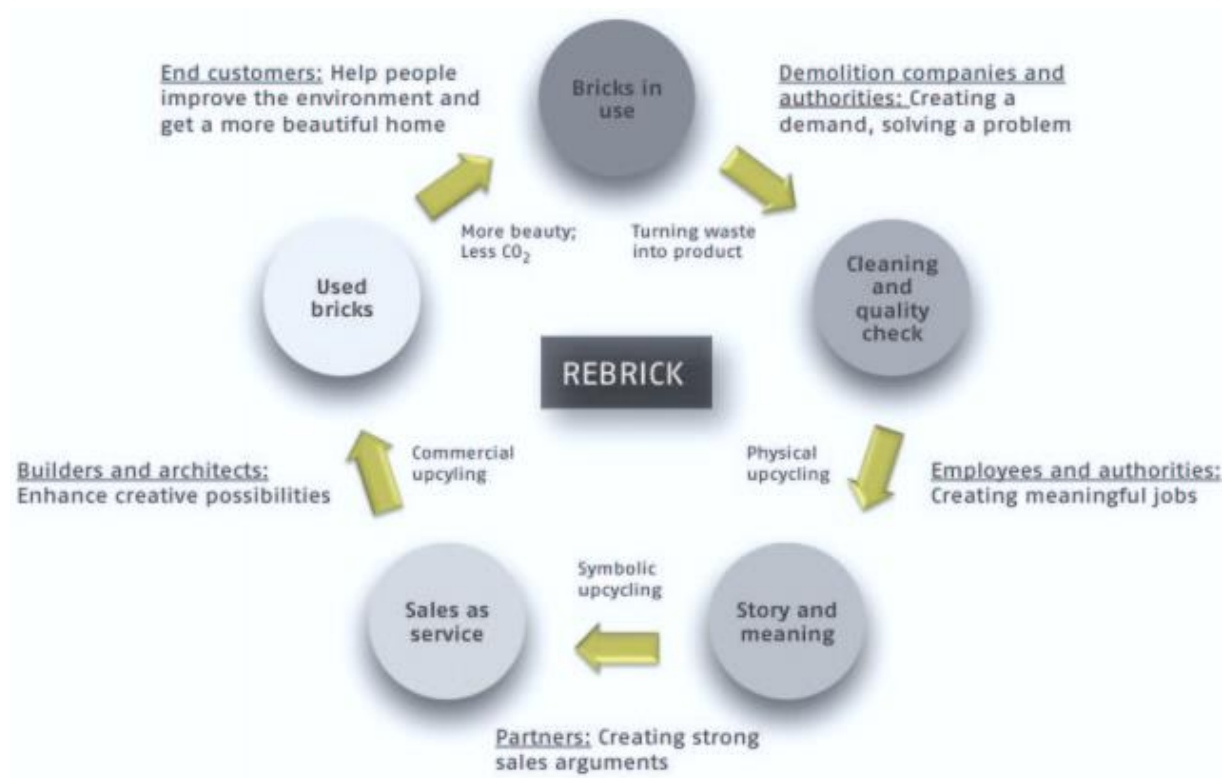 Bricks in
use
Demolition companies and
authorities: Creating a
demand, solving a problem
Turning waste
into product
Cleaning
and
quality
check
Physical
upcycling
Employees and authorities:
Creating meaningful jobs
Story and
meaning
Symbolic
upcycling
Partners: Creating strong
sales arguments
Sales as
service
Commercial
upcyling
Builders and architects:
Enhance creative possibilities
Used
bricks
More beauty;
Less CO₂
End customers: Help people
improve the environment and
get a more beautiful home
REBRICK